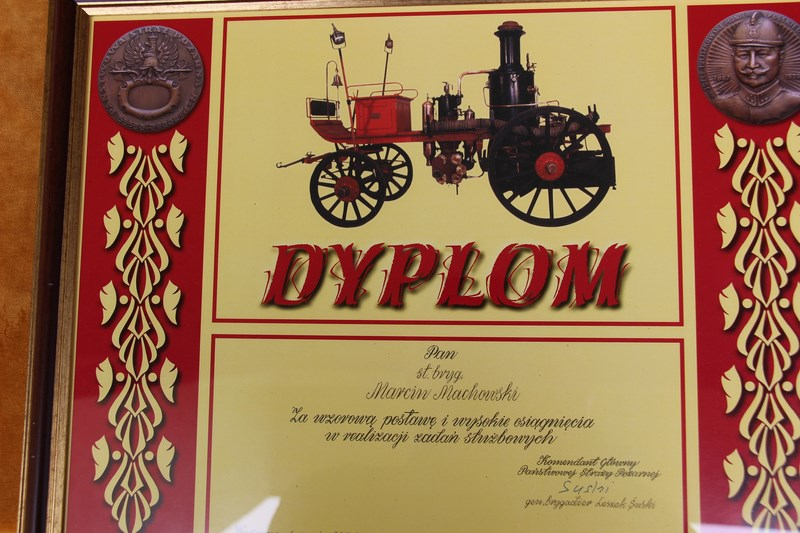 DYPLOM
Pan
st. bryg.
Marcin Machowski
Za wzorową postawę i wysokie osiągnięcia
w realizacji zadań służbowych
Komendant Główny
Państwowej Straży Pożarnej
gen. brygadier Leszek Suski